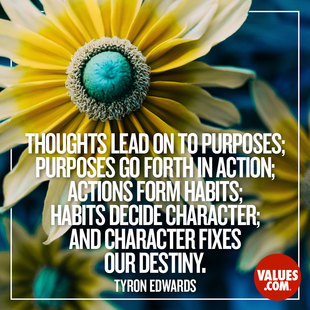 THOUGHTS LEAD ON TO PURPOSES;
PURPOSES GO FORTH IN ACTION;
ACTIONS FORM HABITS;
HABITS DECIDE CHARACTER;
AND CHARACTER FIXES
OUR DESTINY.
TYRON EDWARDS
VALUES
.COM®